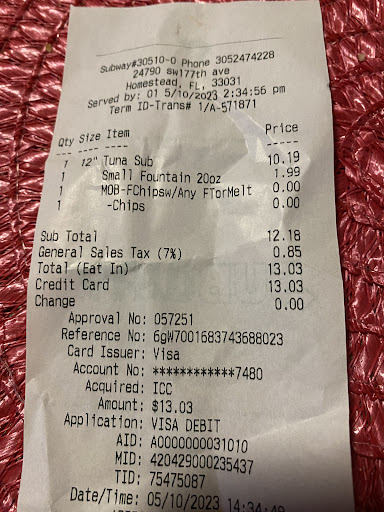 Subway#30510-0 Phone 3052474228
24790 sw177th ave
Homestead, FL, 33031
Served by: 01 5/10/2023 2:34:56 pm
Term ID-Trans# 1/A-571871
Qty Size Item Price
1 12" Tuna Sub 10.19
1 Small Fountain 20oz 1.99
1 MOB-FChipsw/Any FTorMelt 0.00
1 -Chips 0.00
Sub Total 12.18
General Sales Tax (7%) 0.85
Total (Eat In) 13.03
Credit Card 13.03
Change 0.00
Approval No: 057251
Reference No: 6gW7001683743688023
Card Issuer: Visa
Account No: ************7480
Acquired: ICC
Amount: $13.03
Application: VISA DEBIT
AID: A0000000031010
MID: 420429000235437
TID: 75475087
Date/Time: 05/10/2023